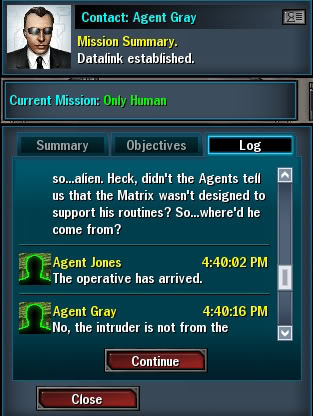 Contact: Agent Gray
Mission Summary.
Datalink established.
Current Mission: Only Human
Summary
Objectives
Log
so...alien. Heck, didn't the Agents tell
us that the Matrix wasn't designed to
support his routines? So...where'd he
come from?
Agent Jones 4:40:02 PM
The operative has arrived.
Agent Gray 4:40:16 PM
No, the intruder is not from the
Continue
Close